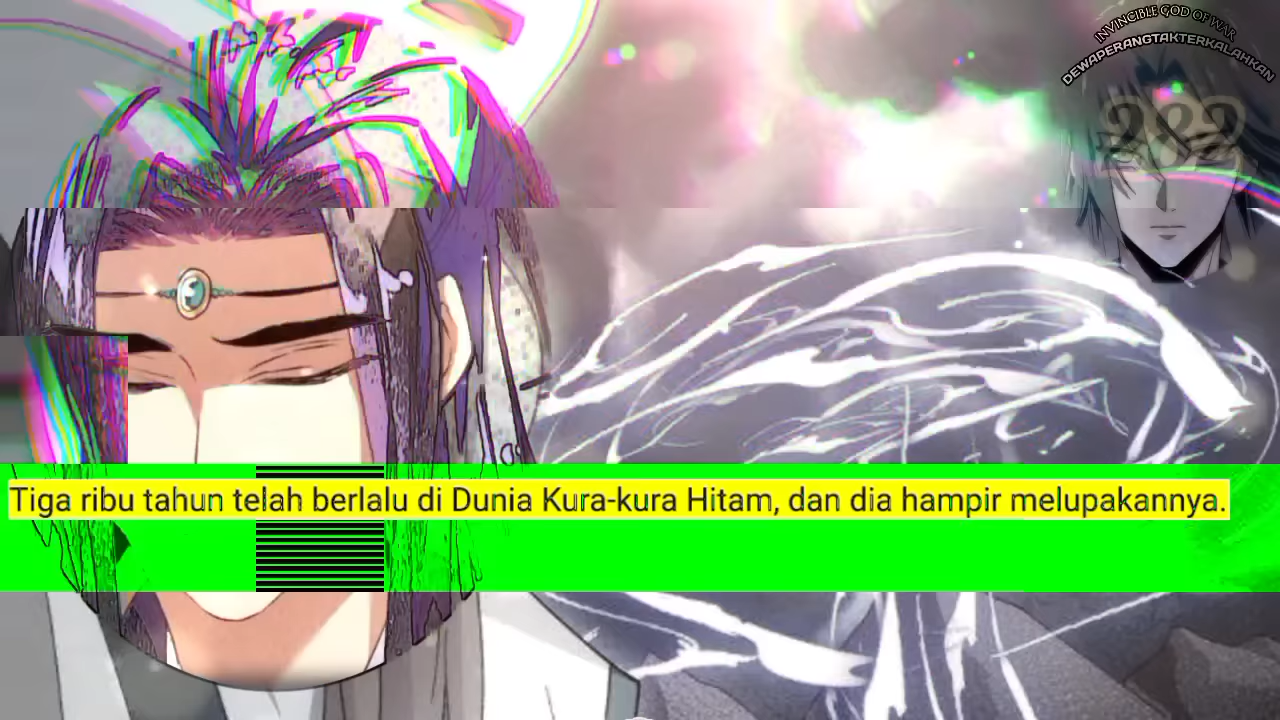 INVINCIBLE GOD OF WAR
DEWAPERANGTAKTERKALAHKAN
282
Tiga ribu tahun telah berlalu di Dunia Kura-kura Hitam, dan dia hampir melupakannya.